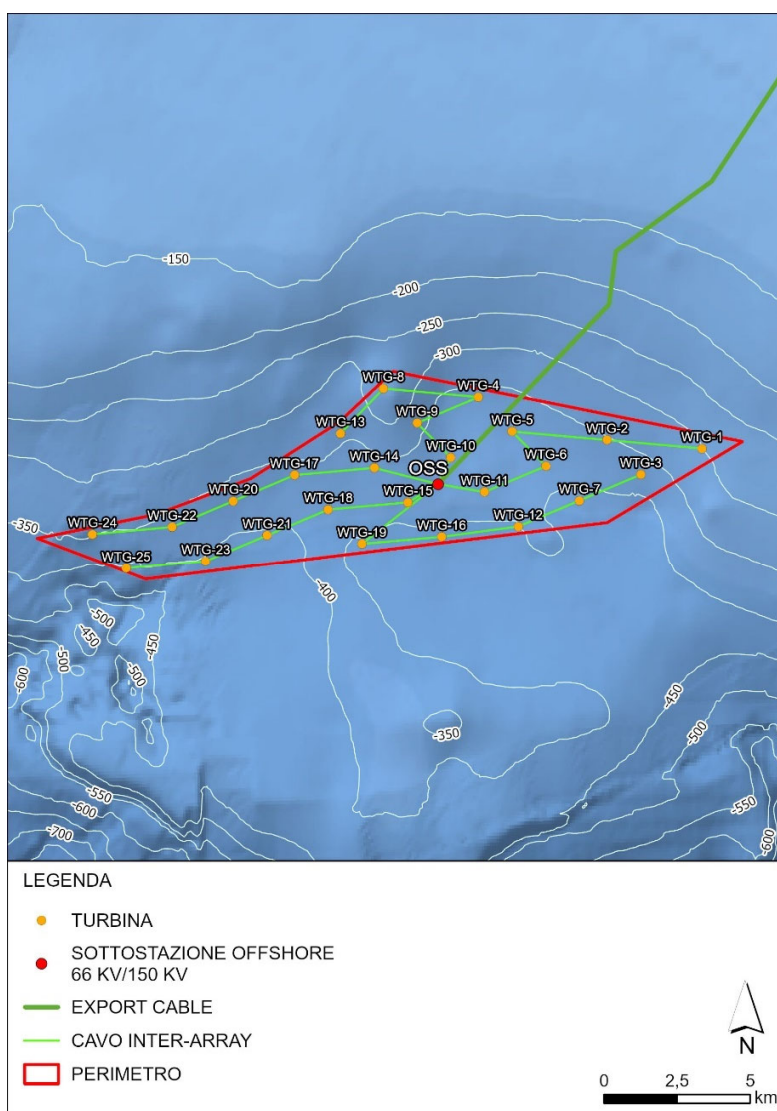 -150
-200
-250
-300
WTG-8
WTG-4
WTG-9
WTG-13
WTG-5
WTG-2
WTG-1
WTG-10
OSS
WTG-14
WTG-6
WTG-3
WTG-17
WTG-11
WTG-15
WTG-7
WTG-20
WTG-18
WTG-24
WTG-22
WTG-21
WTG-19
WTG-16
WTG-12
-350
WTG-25
WTG-23
-400
-500
-450
-500
-450
-500
-600
-450
-500
-350
-550
-600
-700
-550
-600
LEGENDA
TURBINA
SOTTOSTAZIONE OFFSHORE
66 KV/150 KV
EXPORT CABLE
CAVO INTER-ARRAY
PERIMETRO
N
0 2,5 5
km